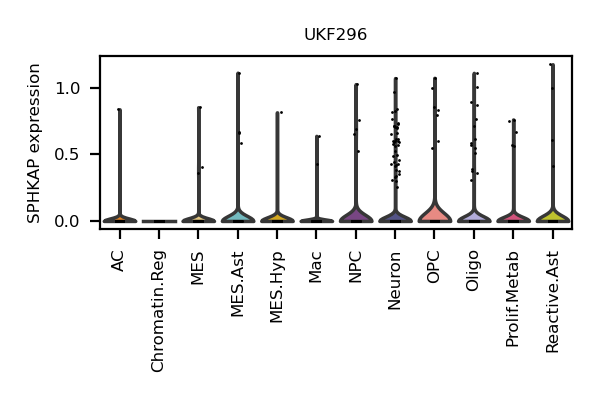 UKF296
SPHKAP expression
1.0
0.5
0.0
AC
Chromatin.Reg
MES
MES.Ast
MES.Hyp
Mac
NPC
Neuron
OPC
Oligo
Prolif.Metab
Reactive.Ast